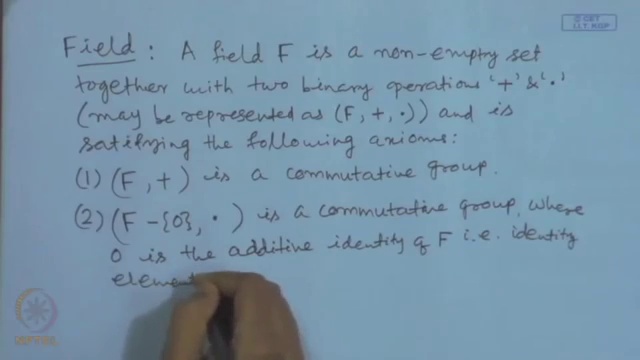 © CET
I.I.T. KGP
Field : A field F is a non-empty set
together with two binary operations '+' & '.'
(may be represented as (F, +, .)) and is
satisfying the following axioms:
(1) (F, +) is a commutative group.
(2) (F - {0}, .) is a commutative group, where
0 is the additive identity of F i.e. identity
element
NPTEL